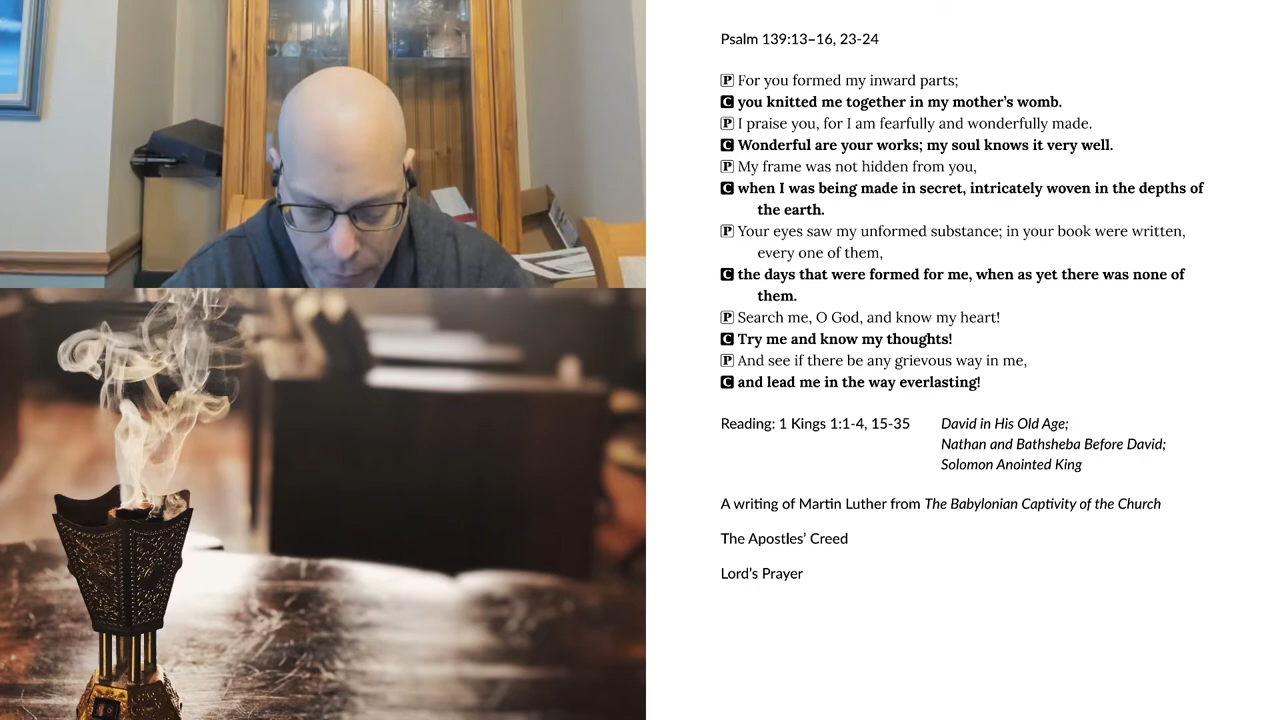 Psalm 139:13–16, 23-24
P For you formed my inward parts;
C you knitted me together in my mother’s womb.
P I praise you, for I am fearfully and wonderfully made.
C Wonderful are your works; my soul knows it very well.
P My frame was not hidden from you,
C when I was being made in secret, intricately woven in the depths of
the earth.
P Your eyes saw my unformed substance; in your book were written,
every one of them,
C the days that were formed for me, when as yet there was none of
them.
P Search me, O God, and know my heart!
C Try me and know my thoughts!
P And see if there be any grievous way in me,
C and lead me in the way everlasting!
Reading: 1 Kings 1:1-4, 15-35 David in His Old Age;
Nathan and Bathsheba Before David;
Solomon Anointed King
A writing of Martin Luther from The Babylonian Captivity of the Church
The Apostles’ Creed
Lord’s Prayer